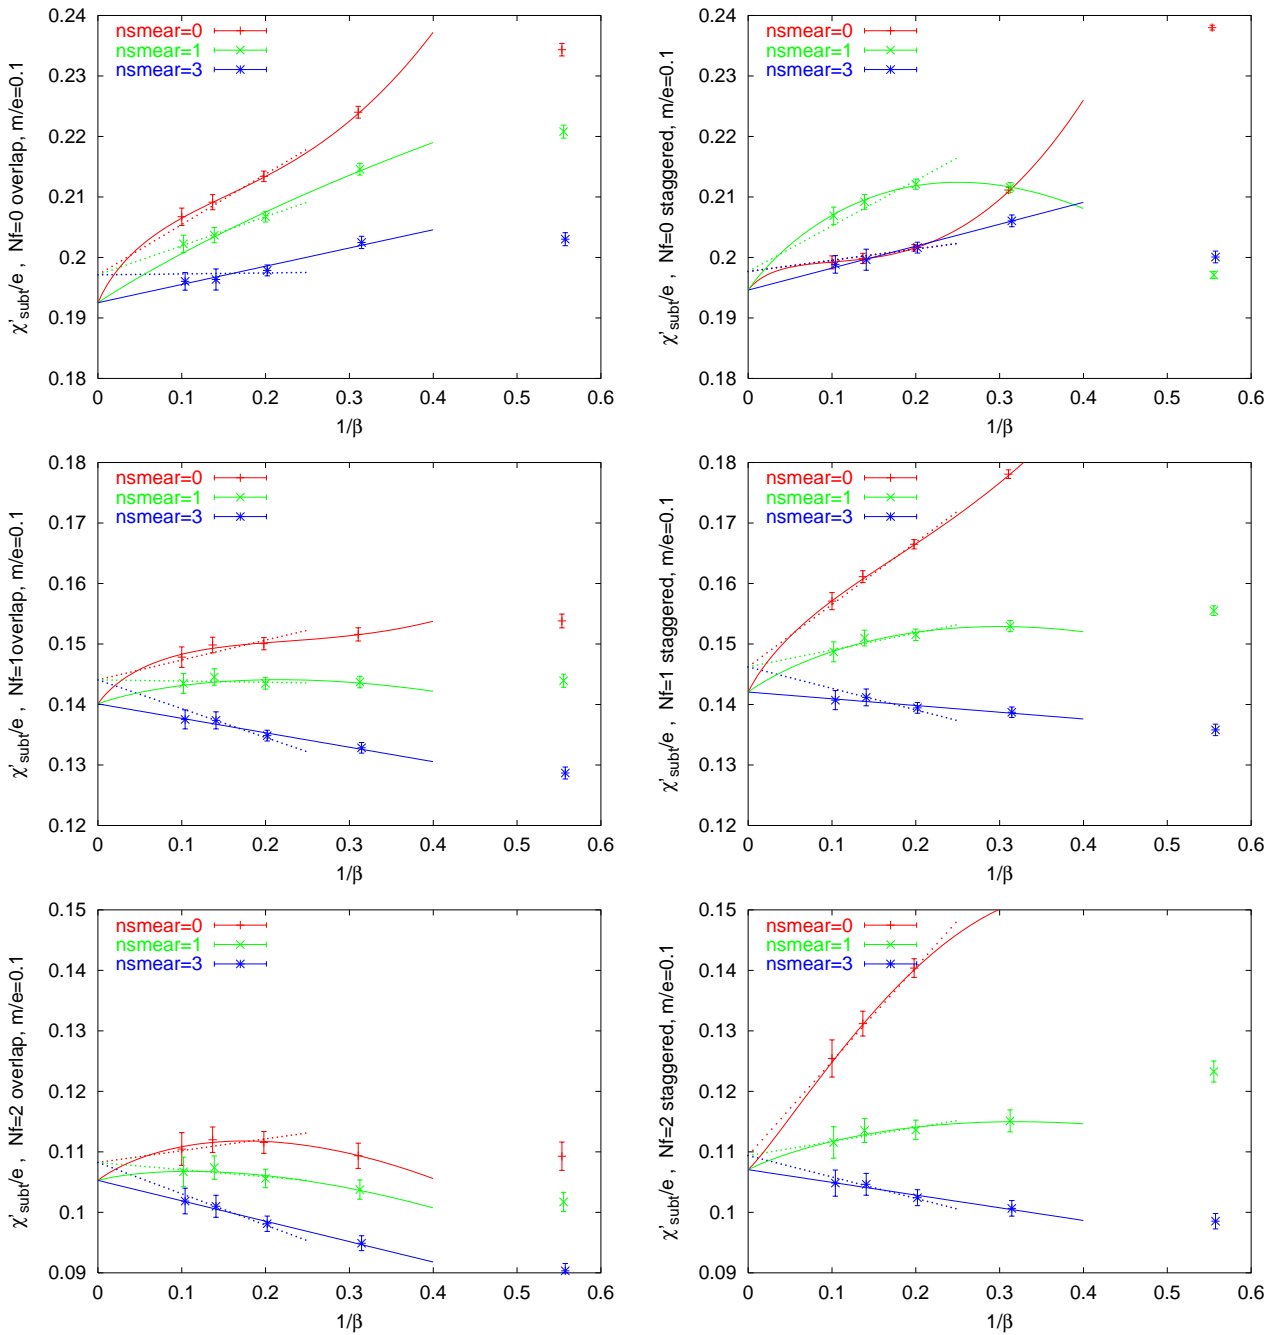 χ'subt/e , Nf=0 overlap, m/e=0.1
nsmear=0
nsmear=1
nsmear=3
0.24
0.23
0.22
0.21
0.2
0.19
0.18
0 0.1 0.2 0.3 0.4 0.5 0.6
1/β
χ'subt/e , Nf=0 staggered, m/e=0.1
nsmear=0
nsmear=1
nsmear=3
0.24
0.23
0.22
0.21
0.2
0.19
0.18
0 0.1 0.2 0.3 0.4 0.5 0.6
1/β
χ'subt/e , Nf=1overlap, m/e=0.1
nsmear=0
nsmear=1
nsmear=3
0.18
0.17
0.16
0.15
0.14
0.13
0.12
0 0.1 0.2 0.3 0.4 0.5 0.6
1/β
χ'subt/e , Nf=1 staggered, m/e=0.1
nsmear=0
nsmear=1
nsmear=3
0.18
0.17
0.16
0.15
0.14
0.13
0.12
0 0.1 0.2 0.3 0.4 0.5 0.6
1/β
χ'subt/e , Nf=2 overlap, m/e=0.1
nsmear=0
nsmear=1
nsmear=3
0.15
0.14
0.13
0.12
0.11
0.1
0.09
0 0.1 0.2 0.3 0.4 0.5 0.6
1/β
χ'subt/e , Nf=2 staggered, m/e=0.1
nsmear=0
nsmear=1
nsmear=3
0.15
0.14
0.13
0.12
0.11
0.1
0.09
0 0.1 0.2 0.3 0.4 0.5 0.6
1/β